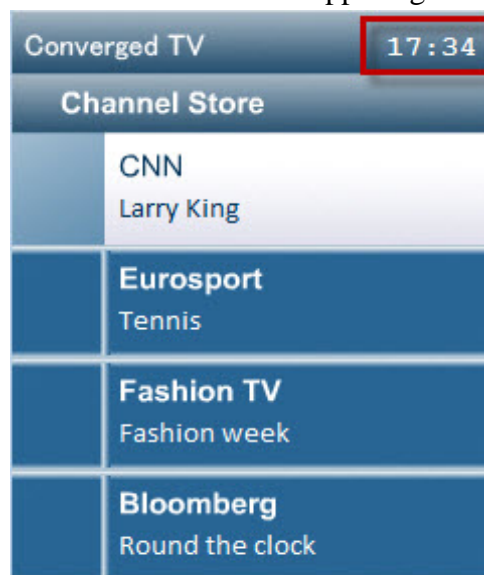 Converged TV 17:34
Channel Store
CNN
Larry King
Eurosport
Tennis
Fashion TV
Fashion week
Bloomberg
Round the clock